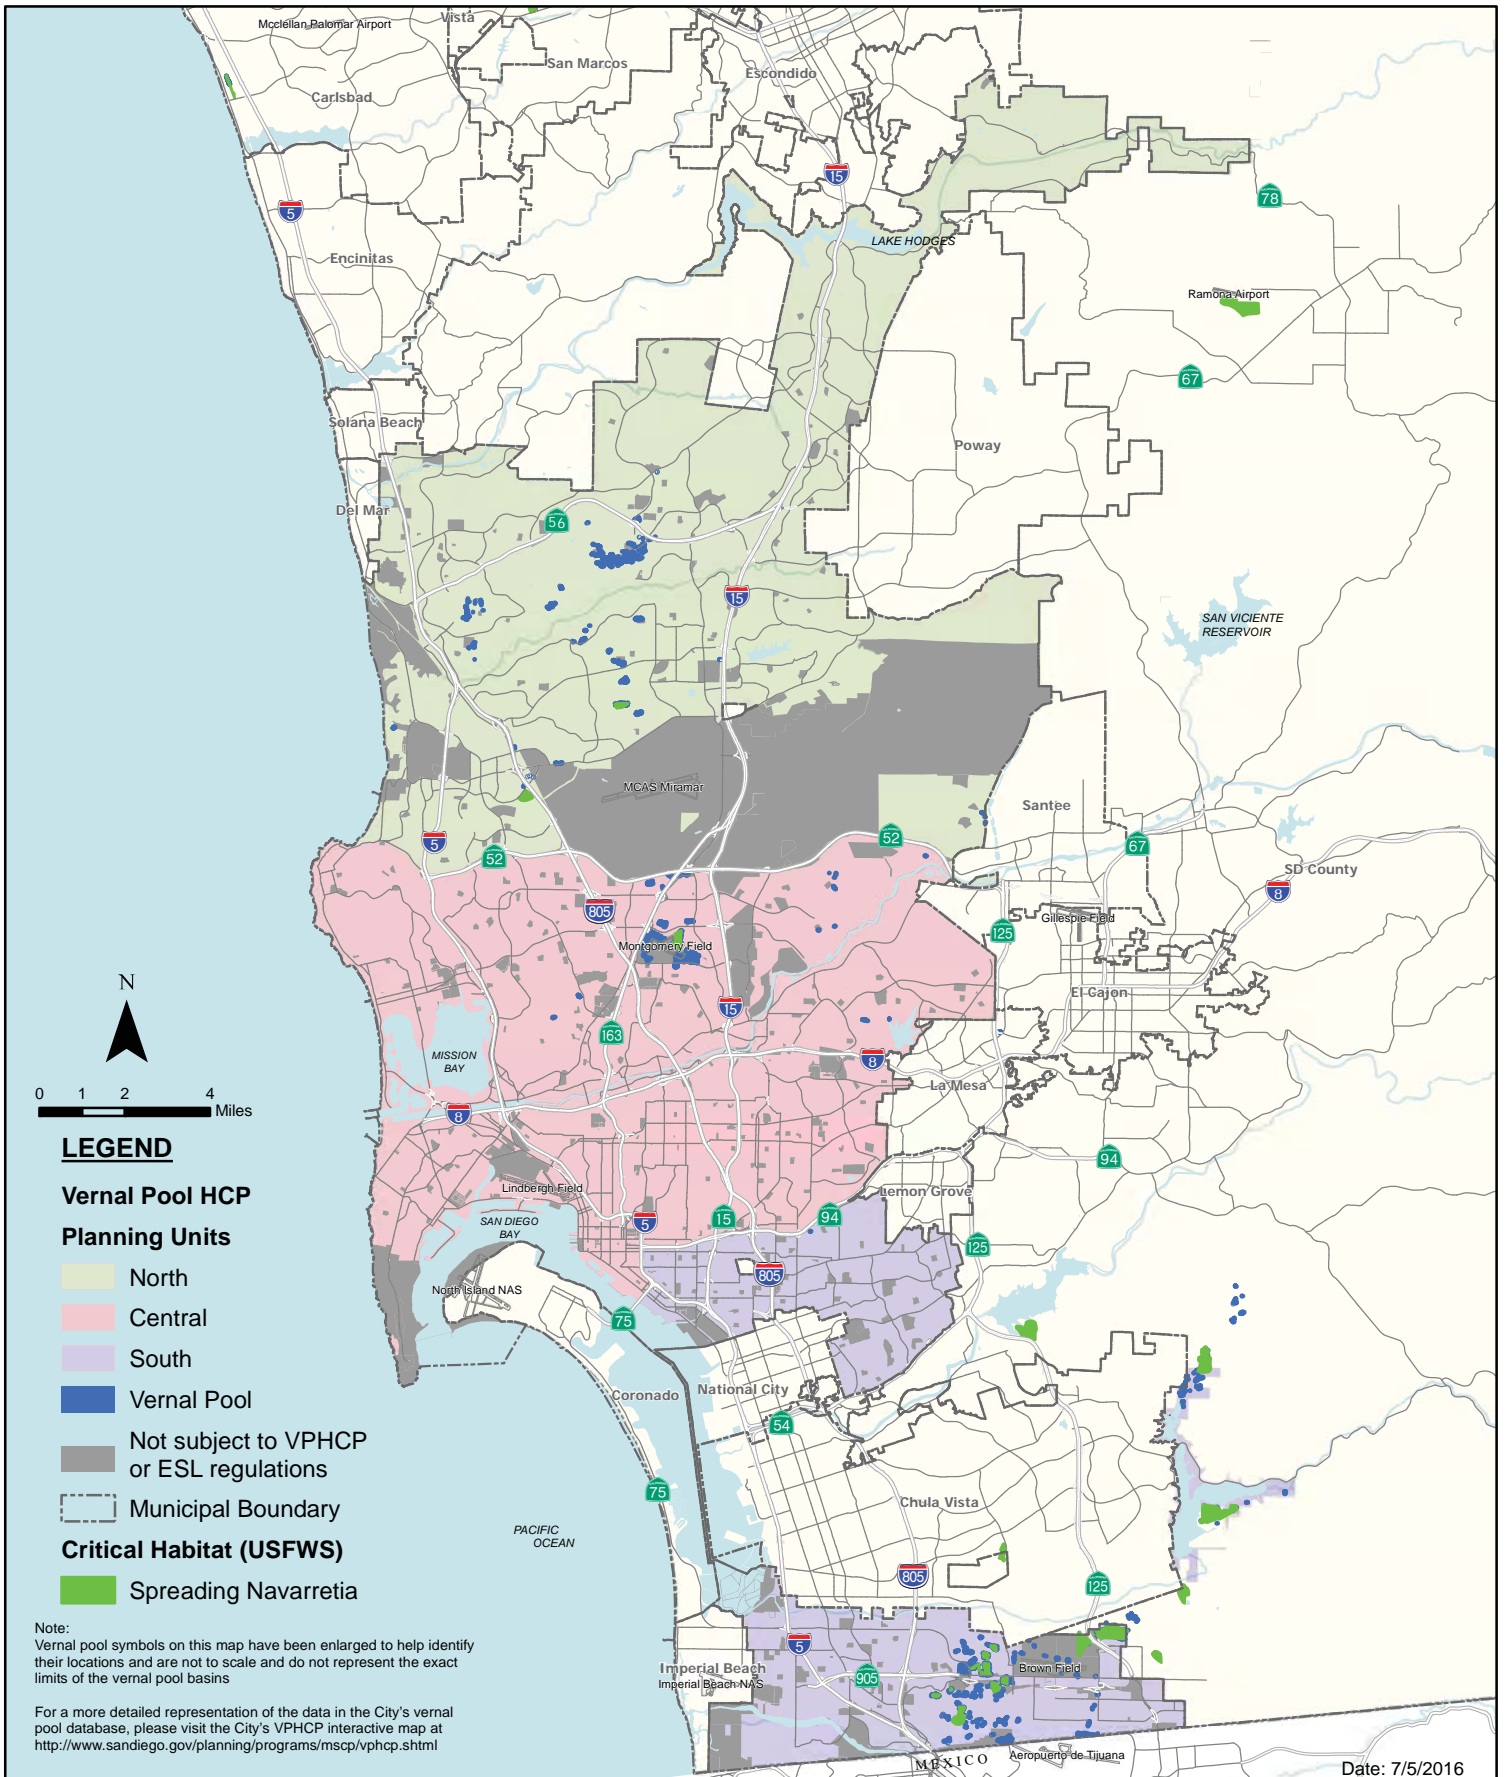 Mcclellan Palomar Airport
Vista
San Marcos
Escondido
Carlsbad
15
78
5
LAKE HODGES
Encinitas
Ramona Airport
67
Solana Beach
Poway
Del Mar
56
15
SAN VICIENTE
RESERVOIR
MCAS Miramar
Santee
5
52
52
67
SD County
8
805
Gillespie Field
125
Montgomery Field
El Cajon
N
15
163
MISSION
BAY
8
La Mesa
0 1 2 4
Miles
8
94
LEGEND
Vernal Pool HCP
Planning Units
North
Central
South
Vernal Pool
Not subject to VPHCP
or ESL regulations
Municipal Boundary
Critical Habitat (USFWS)
Spreading Navarretia
Lindbergh Field
Lemon Grove
SAN DIEGO
BAY
5
15
94
125
805
North Island NAS
75
Coronado
National City
54
75
Chula Vista
PACIFIC
OCEAN
805
125
5
Imperial Beach
Imperial Beach NAS
905
Brown Field
MEXICO
Aeropuerto de Tijuana
Note:
Vernal pool symbols on this map have been enlarged to help identify
their locations and are not to scale and do not represent the exact
limits of the vernal pool basins
For a more detailed representation of the data in the City's vernal
pool database, please visit the City's VPHCP interactive map at
http://www.sandiego.gov/planning/programs/mscp/vphcp.shtml
Date: 7/5/2016